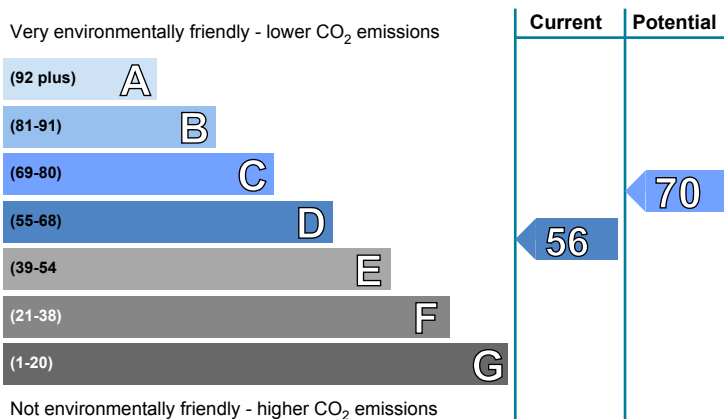 Very environmentally friendly - lower CO2 emissions
Current
Potential
(92 plus) A
(81-91) B
(69-80) C
(55-68) D
(39-54 E
(21-38) F
(1-20) G
56
70
Not environmentally friendly - higher CO2 emissions